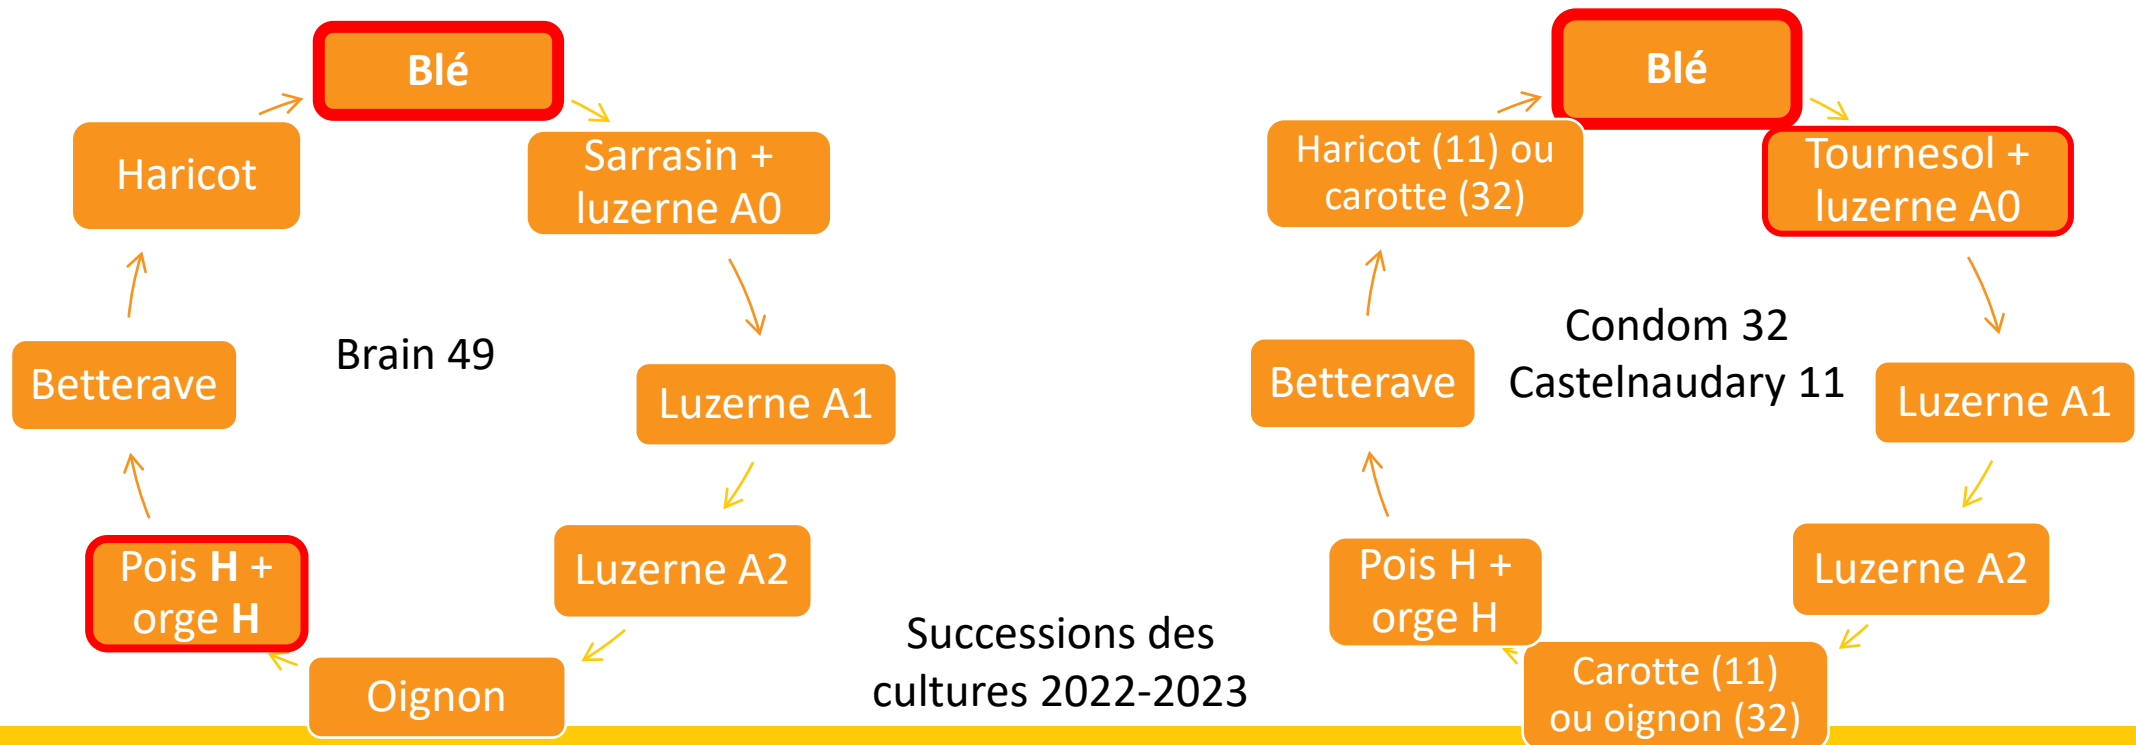 Blé
Sarrasin +
luzerne A0
Luzerne A1
Luzerne A2
Oignon
Pois H +
orge H
Betterave
Haricot
Brain 49
Successions des
cultures 2022-2023
Blé
Tournesol +
luzerne A0
Luzerne A1
Luzerne A2
Carotte (11)
ou oignon (32)
Pois H +
orge H
Betterave
Haricot (11) ou
carotte (32)
Condom 32
Castelnaudary 11